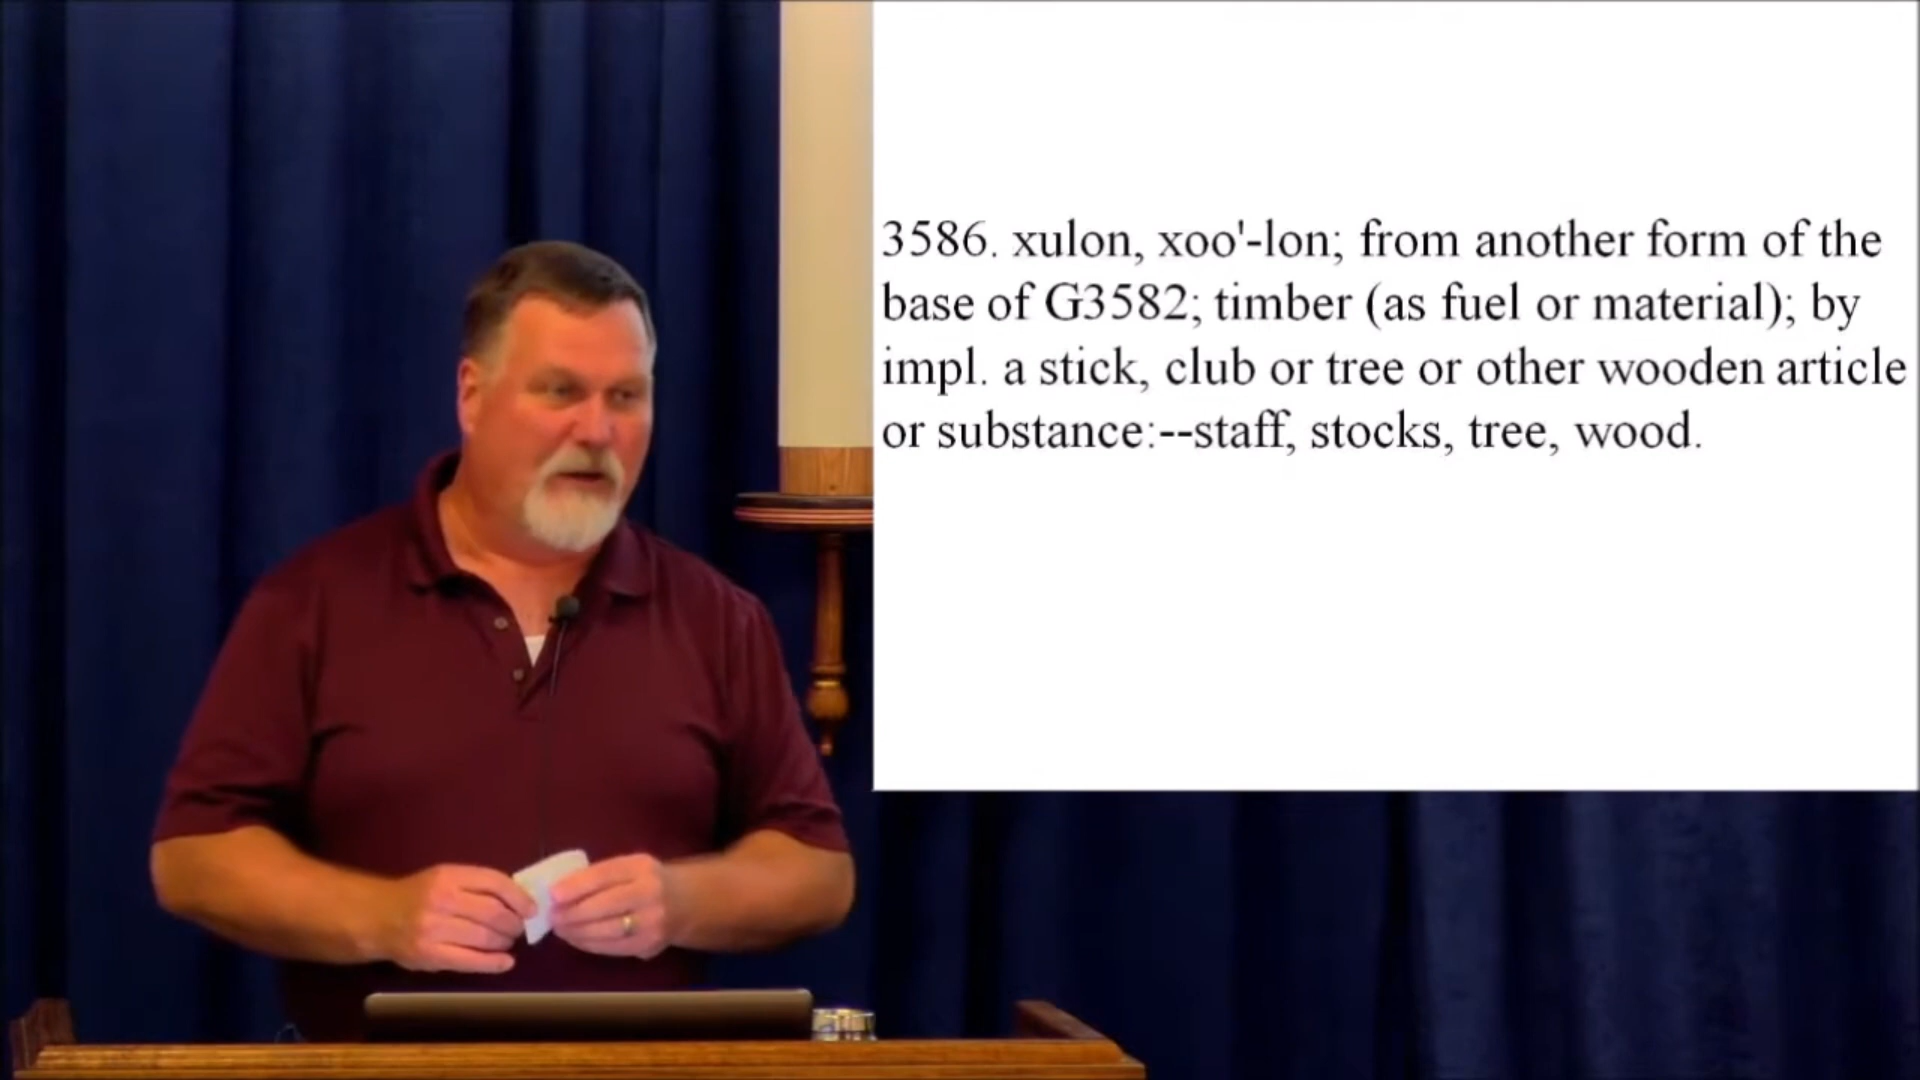 3586. xulon, xoo'-lon; from another form of the
base of G3582; timber (as fuel or material); by
impl. a stick, club or tree or other wooden article
or substance:--staff, stocks, tree, wood.